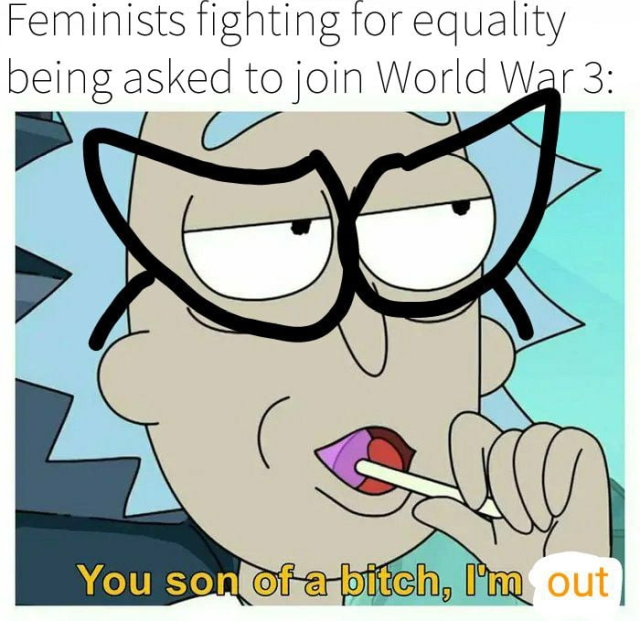 Feminists fighting for equality
being asked to join World War 3:
You son of a bitch, I'm out